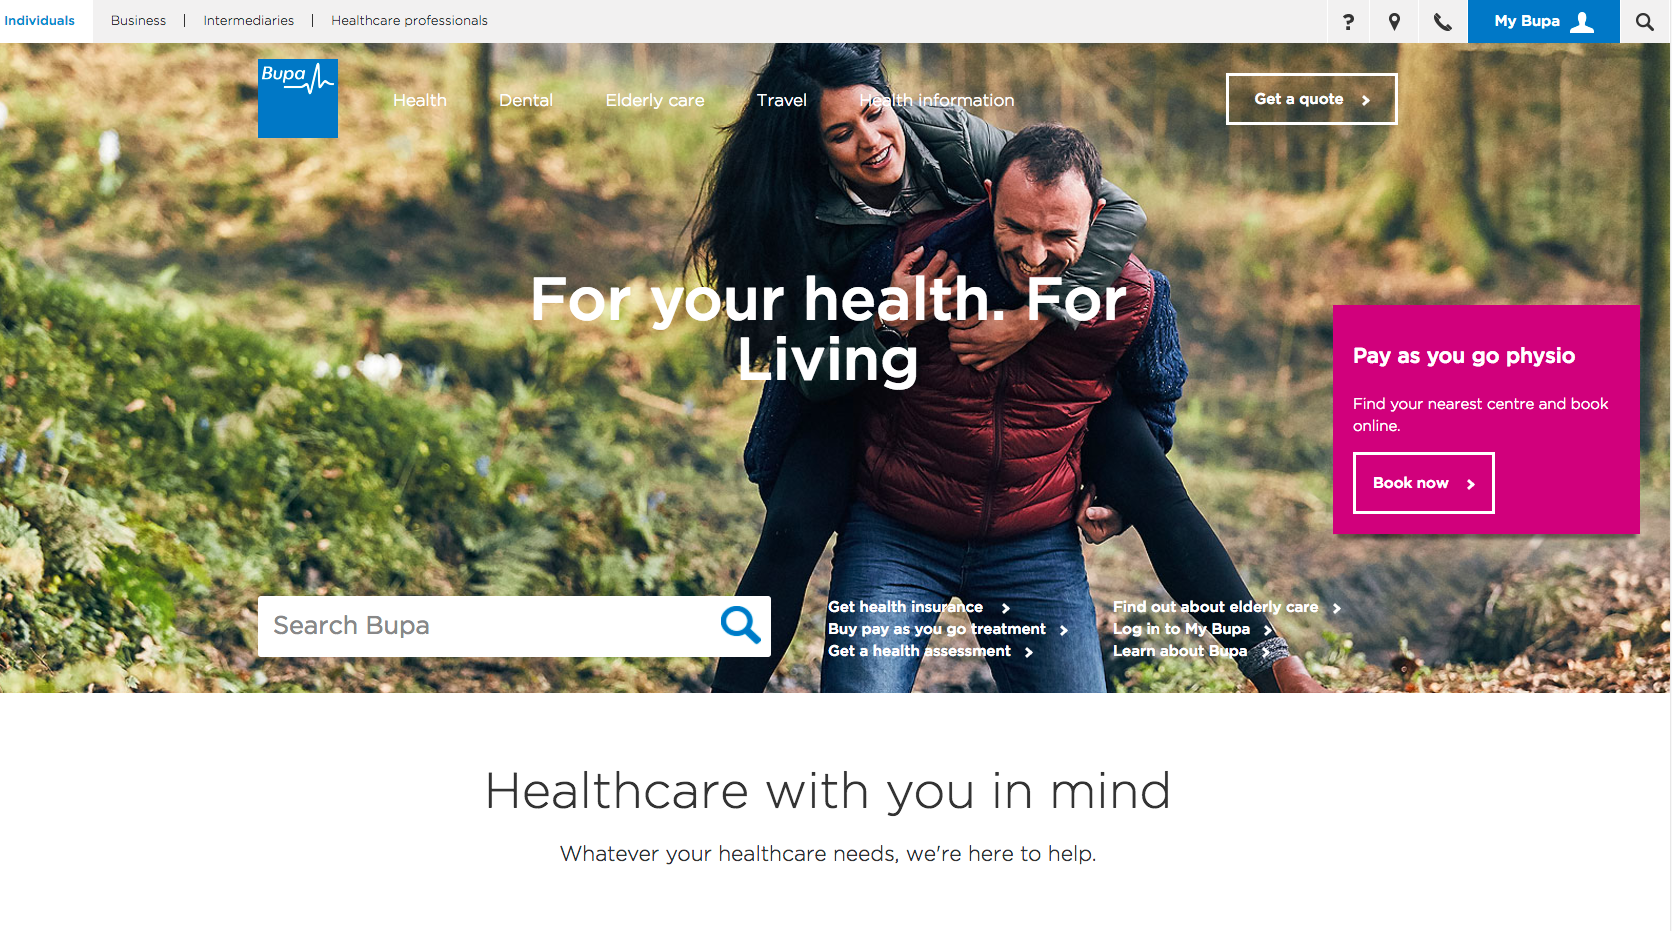 Individuals
Business | Intermediaries | Healthcare professionals
? My Bupa
Bupa
Health Dental Elderly care Travel Health information
Get a quote
For your health. For
Living
Pay as you go physio
Find your nearest centre and book
online.
Book now
Search Bupa
Get health insurance
Buy pay as you go treatment
Get a health assessment
Find out about elderly care
Log in to My Bupa
Learn about Bupa
Healthcare with you in mind
Whatever your healthcare needs, we're here to help.